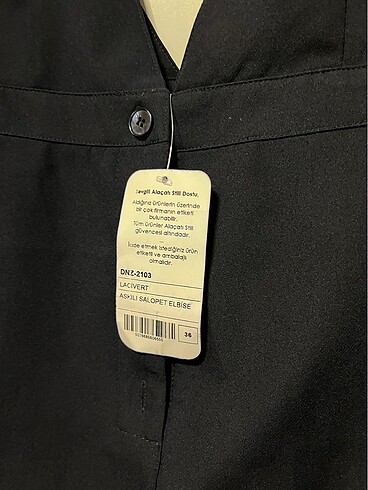 Sevgili Alaçatı Stili Dostu,
Aldığınız ürünlerin üzerinde
bir çok firmanın etiketi
bulunabilir.
Tüm ürünler Alaçatı Stili
güvencesi altındadır.
...
İade etmek istediğiniz ürün
etiketli ve ambalajlı
olmalıdır.
DNZ-2103
LACİVERT
ASKILI SALOPET ELBİSE
36